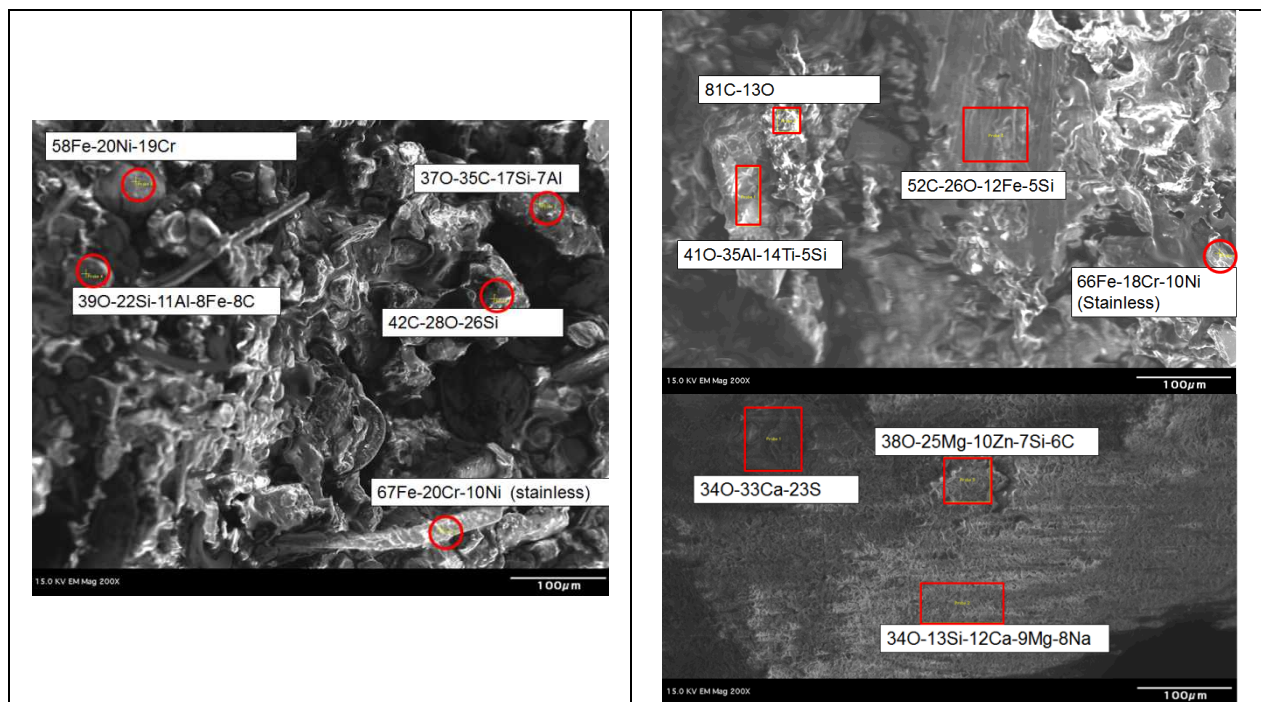 58Fe-20Ni-19Cr
37O-35C-17Si-7Al
39O-22Si-11Al-8Fe-8C
42C-28O-26Si
67Fe-20Cr-10Ni (stainless)
15.0 KV EM Mag 200X
100μm
81C-13O
52C-26O-12Fe-5Si
41O-35Al-14Ti-5Si
66Fe-18Cr-10Ni
(Stainless)
15.0 KV EM Mag 200X
100μm
38O-25Mg-10Zn-7Si-6C
34O-33Ca-23S
34O-13Si-12Ca-9Mg-8Na
15.0 KV EM Mag 200X
100μm